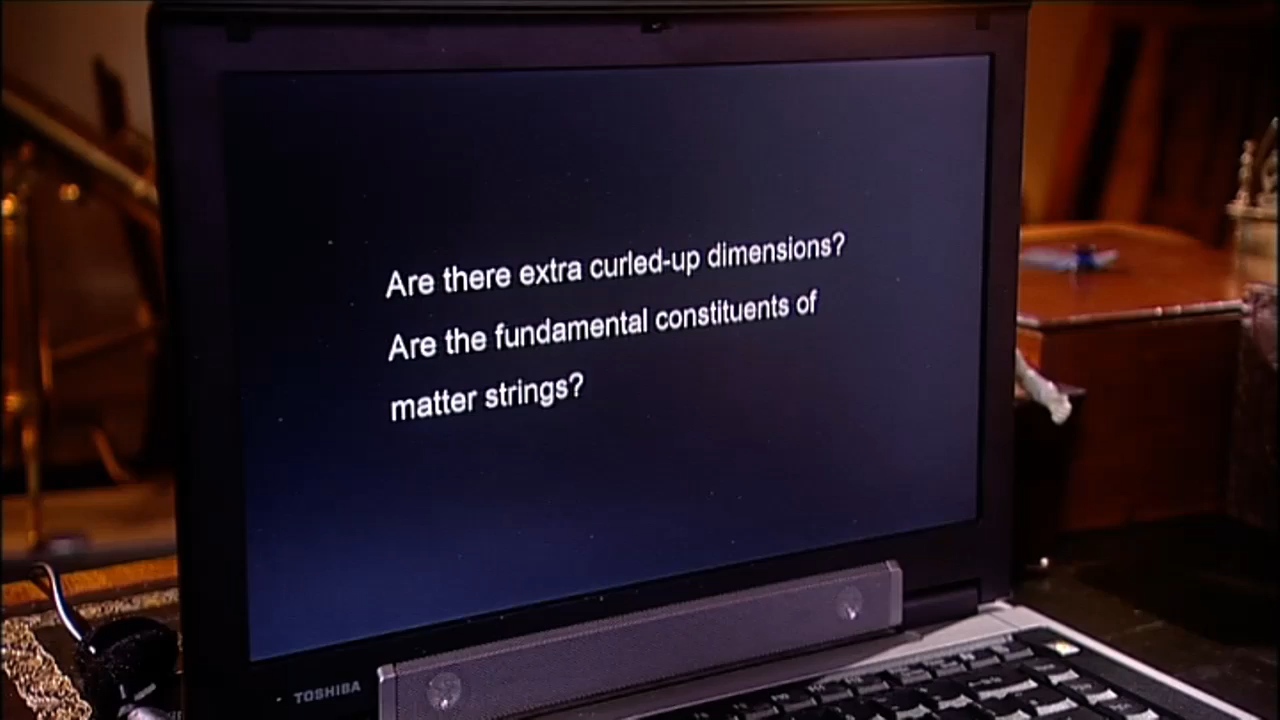 Are there extra curled-up dimensions?
Are the fundamental constituents of
matter strings?
TOSHIBA